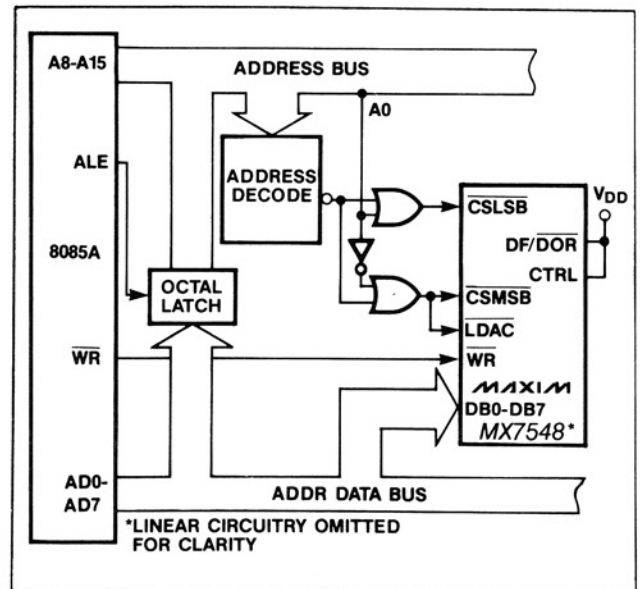 A8-A15
ADDRESS BUS
A0
ALE
ADDRESS
DECODE
CSLSB
VDD
DF/DOR
CTRL
8085A
OCTAL
LATCH
CSMSB
LDAC
WR
WR
MAXIM
DB0-DB7
MX7548*
AD0-
AD7
ADDR DATA BUS
*LINEAR CIRCUITRY OMITTED
FOR CLARITY